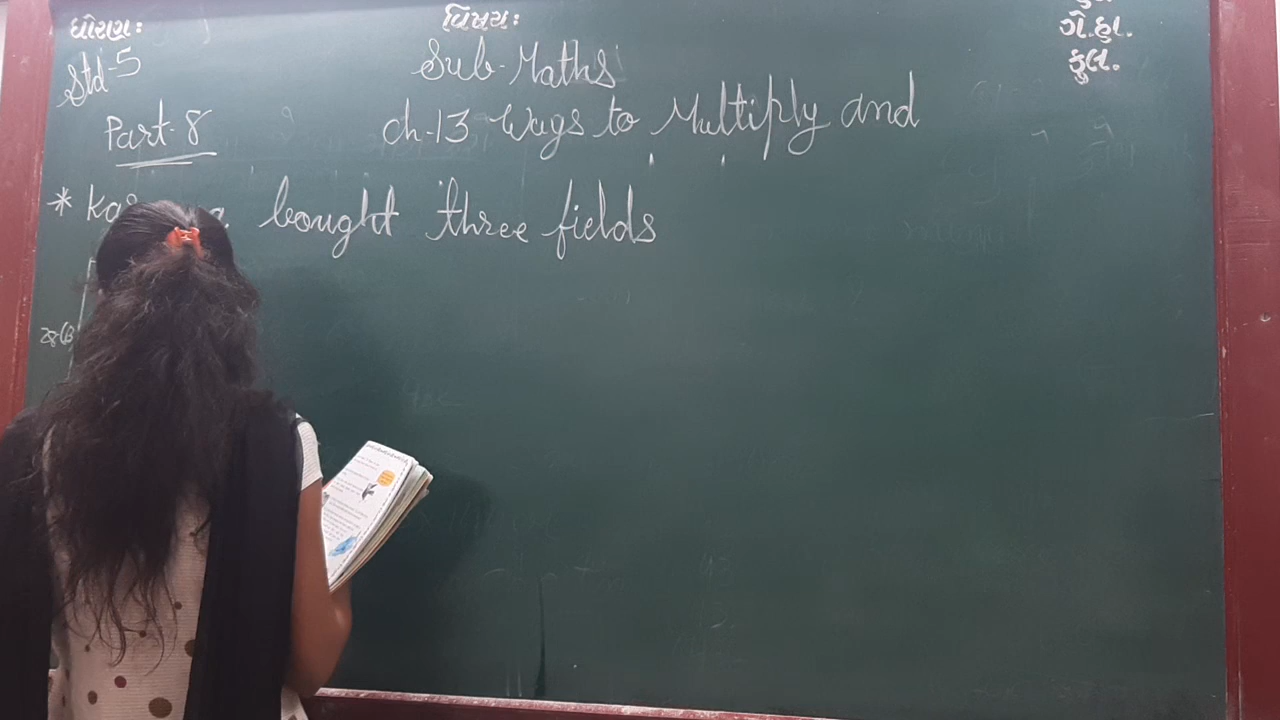 ધોરણ: વિષય:
ગે.હા.
Std-5 Sub-Maths
કુલ.
Part-8 ch-13 Ways to Multiply and
* bought three fields